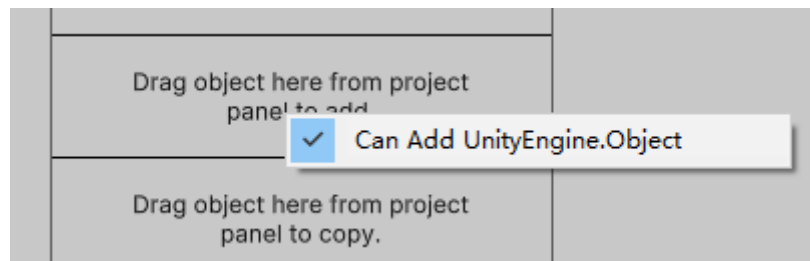 Drag object here from project
panel to add
Can Add UnityEngine.Object
Drag object here from project
panel to copy.